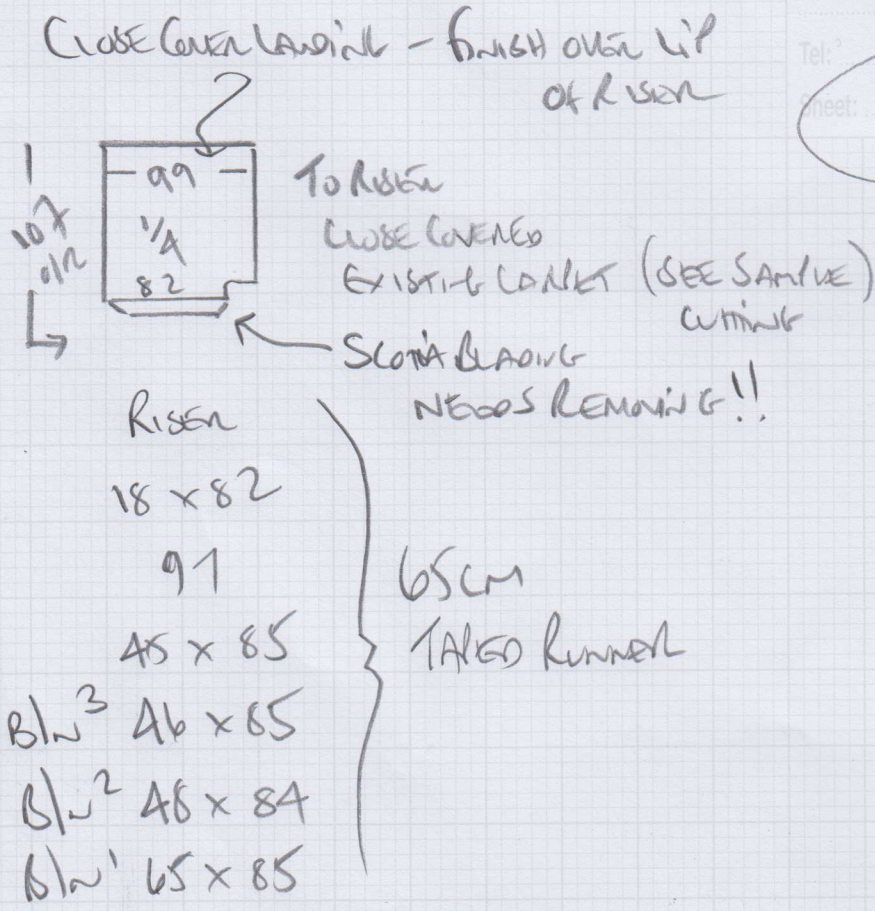 CLOSE COVER LANDING - FINISH OVER LIP
OF RISER
Tel:
Sheet:
99
1/4
82
107
O/R
TO RISER
CLOSE COVERED
EXISTING CARPET (SEE SAMPLE)
CUTTING
SCOTIA BEADING
NEEDS REMOVING!!
RISER
18 x 82
91
45 x 85
B/N 3 46 x 85
B/N 2 48 x 84
B/N 1 65 x 85
65CM
TAPED RUNNER